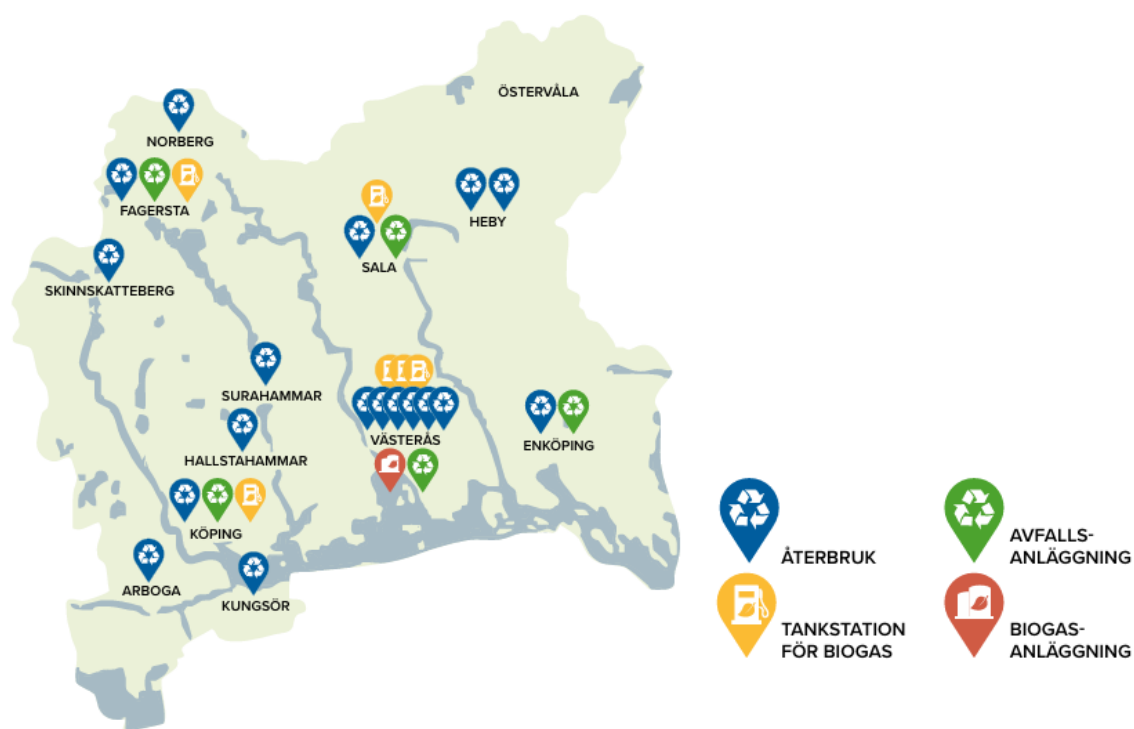 ÖSTERVÅLA
NORBERG
FAGERSTA
HEBY
SALA
SKINNSKATTEBERG
SURAHAMMAR
VÄSTERÅS
ENKÖPING
HALLSTAHAMMAR
KÖPING
ARBOGA
KUNGSÖR
ÅTERBRUK
AVFALLS-
ANLÄGGNING
TANKSTATION
FÖR BIOGAS
BIOGAS-
ANLÄGGNING